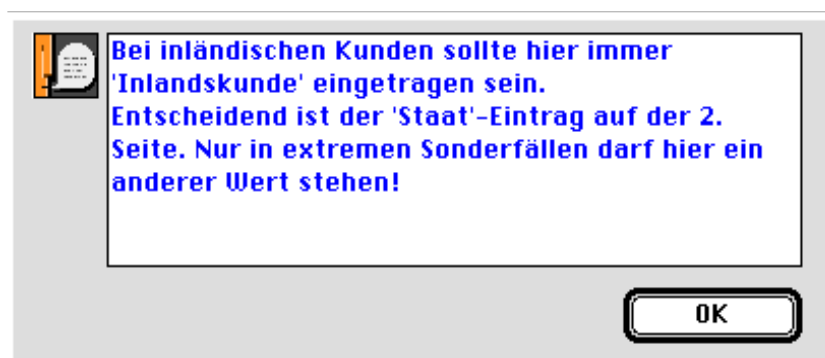 Bei inländischen Kunden sollte hier immer
'Inlandskunde' eingetragen sein.
Entscheidend ist der 'Staat'-Eintrag auf der 2.
Seite. Nur in extremen Sonderfällen darf hier ein
anderer Wert stehen!
OK